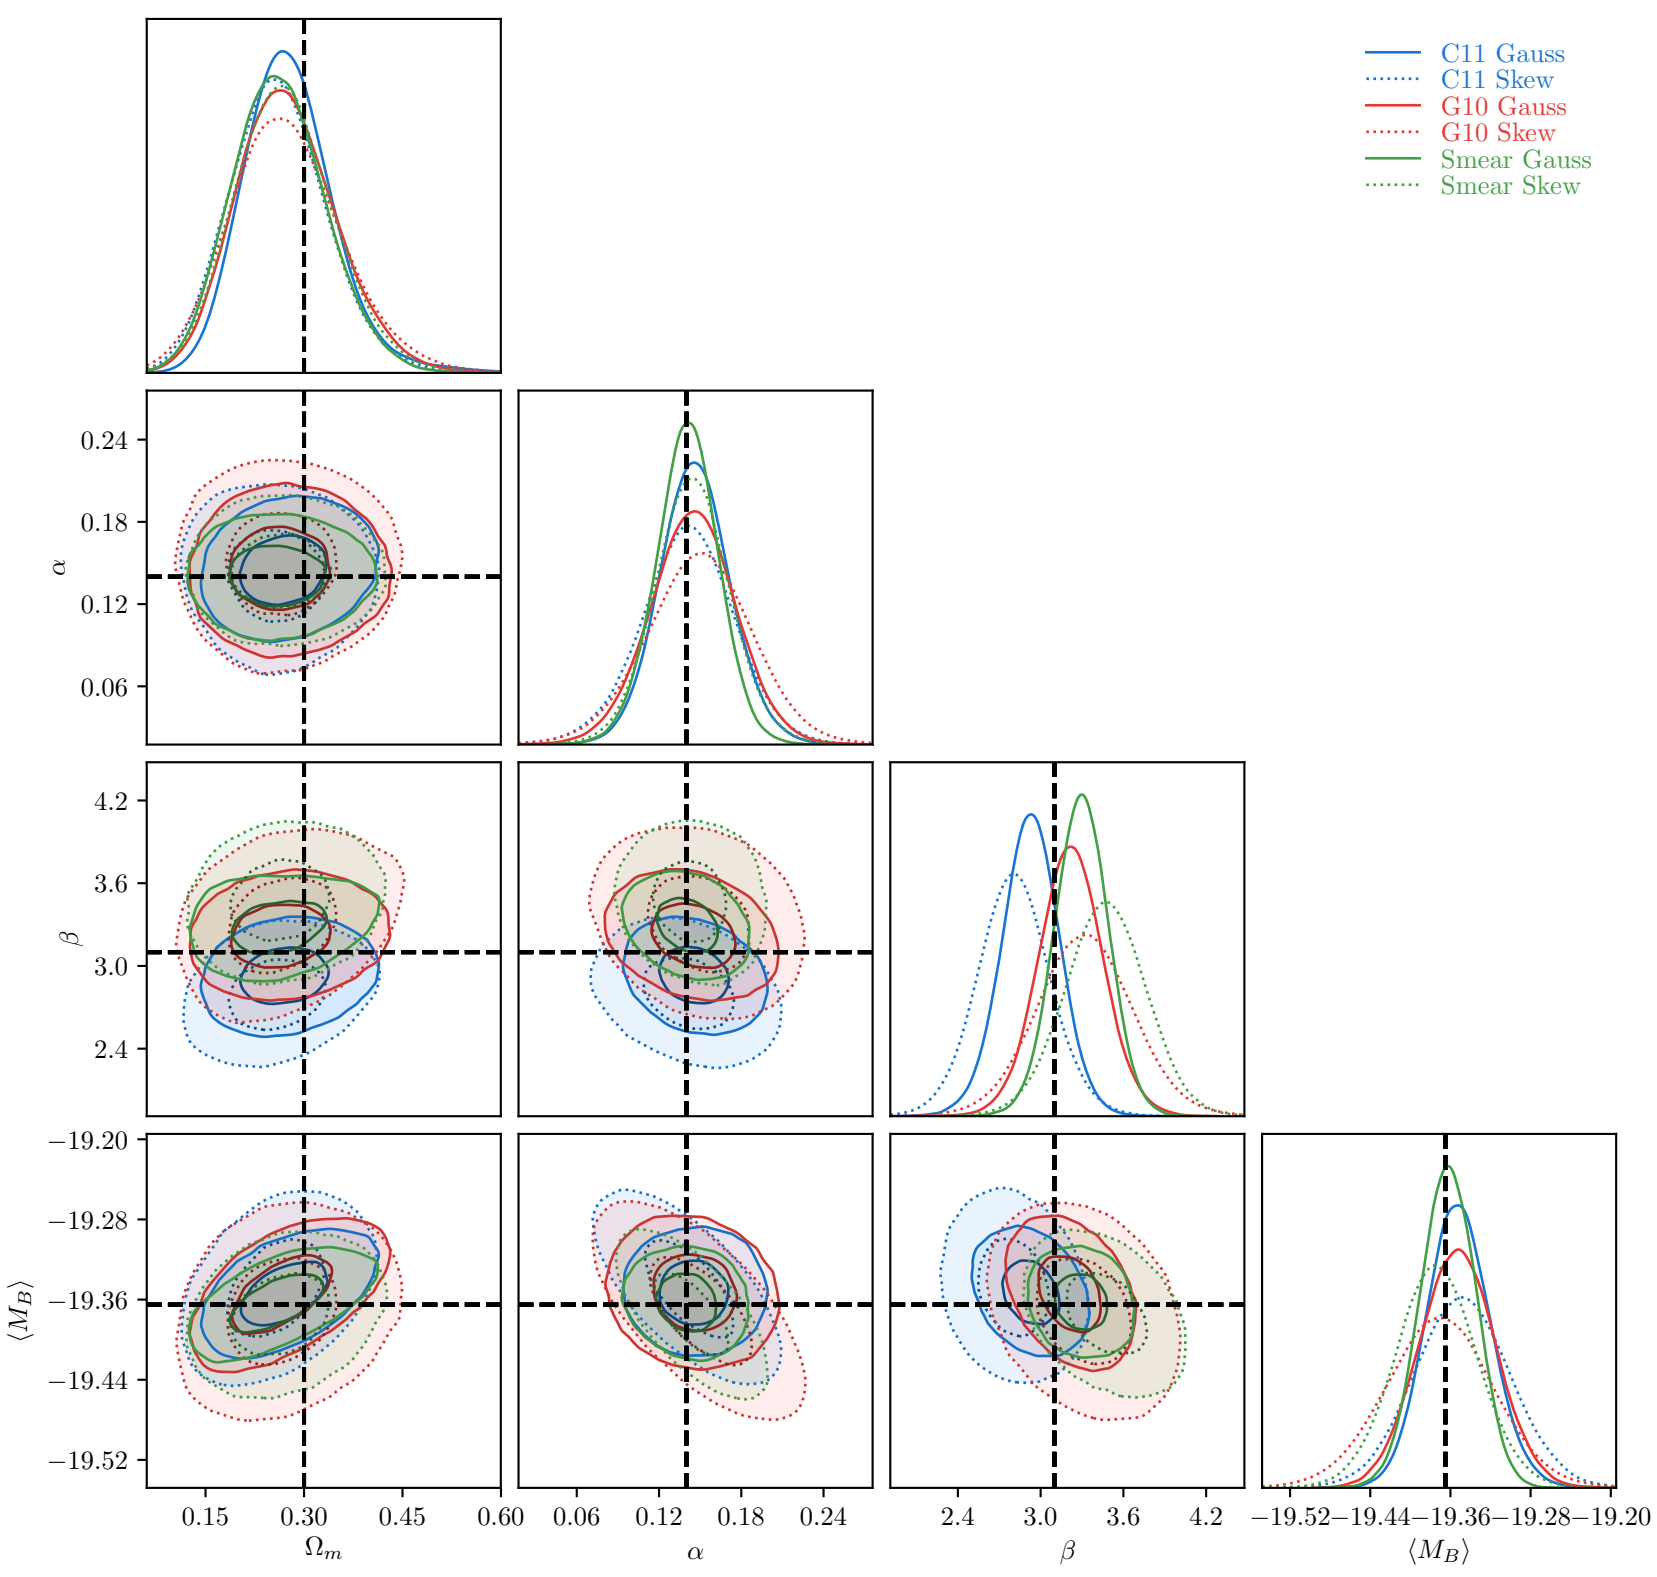 C11 Gauss
C11 Skew
G10 Gauss
G10 Skew
Smear Gauss
Smear Skew
0.24
0.18
α
0.12
0.06
4.2
3.6
β
3.0
2.4
−19.20
−19.28
⟨M_B⟩
−19.36
−19.44
−19.52
0.15 0.30 0.45 0.60 0.06 0.12 0.18 0.24 2.4 3.0 3.6 4.2 −19.52 −19.44 −19.36 −19.28 −19.20
Ω_m α β ⟨M_B⟩